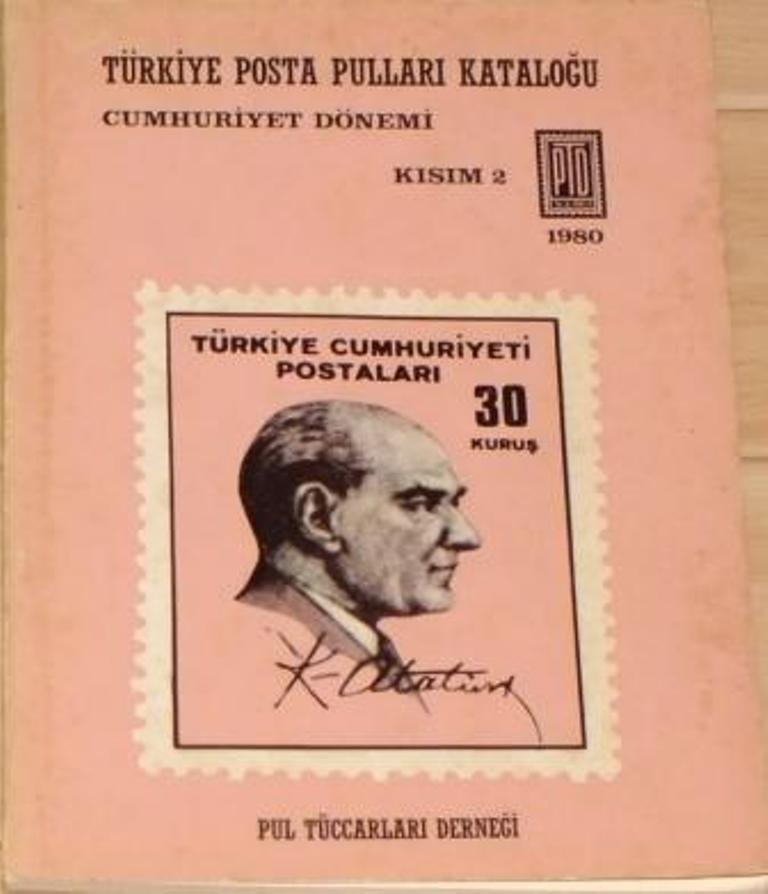 TÜRKİYE POSTA PULLARI KATALOĞU
CUMHURİYET DÖNEMİ
KISIM 2
PTD
1980
TÜRKİYE CUMHURİYETİ
POSTALARI
30
KURUŞ
K-Atatürk
PUL TÜCCARLARI DERNEĞİ